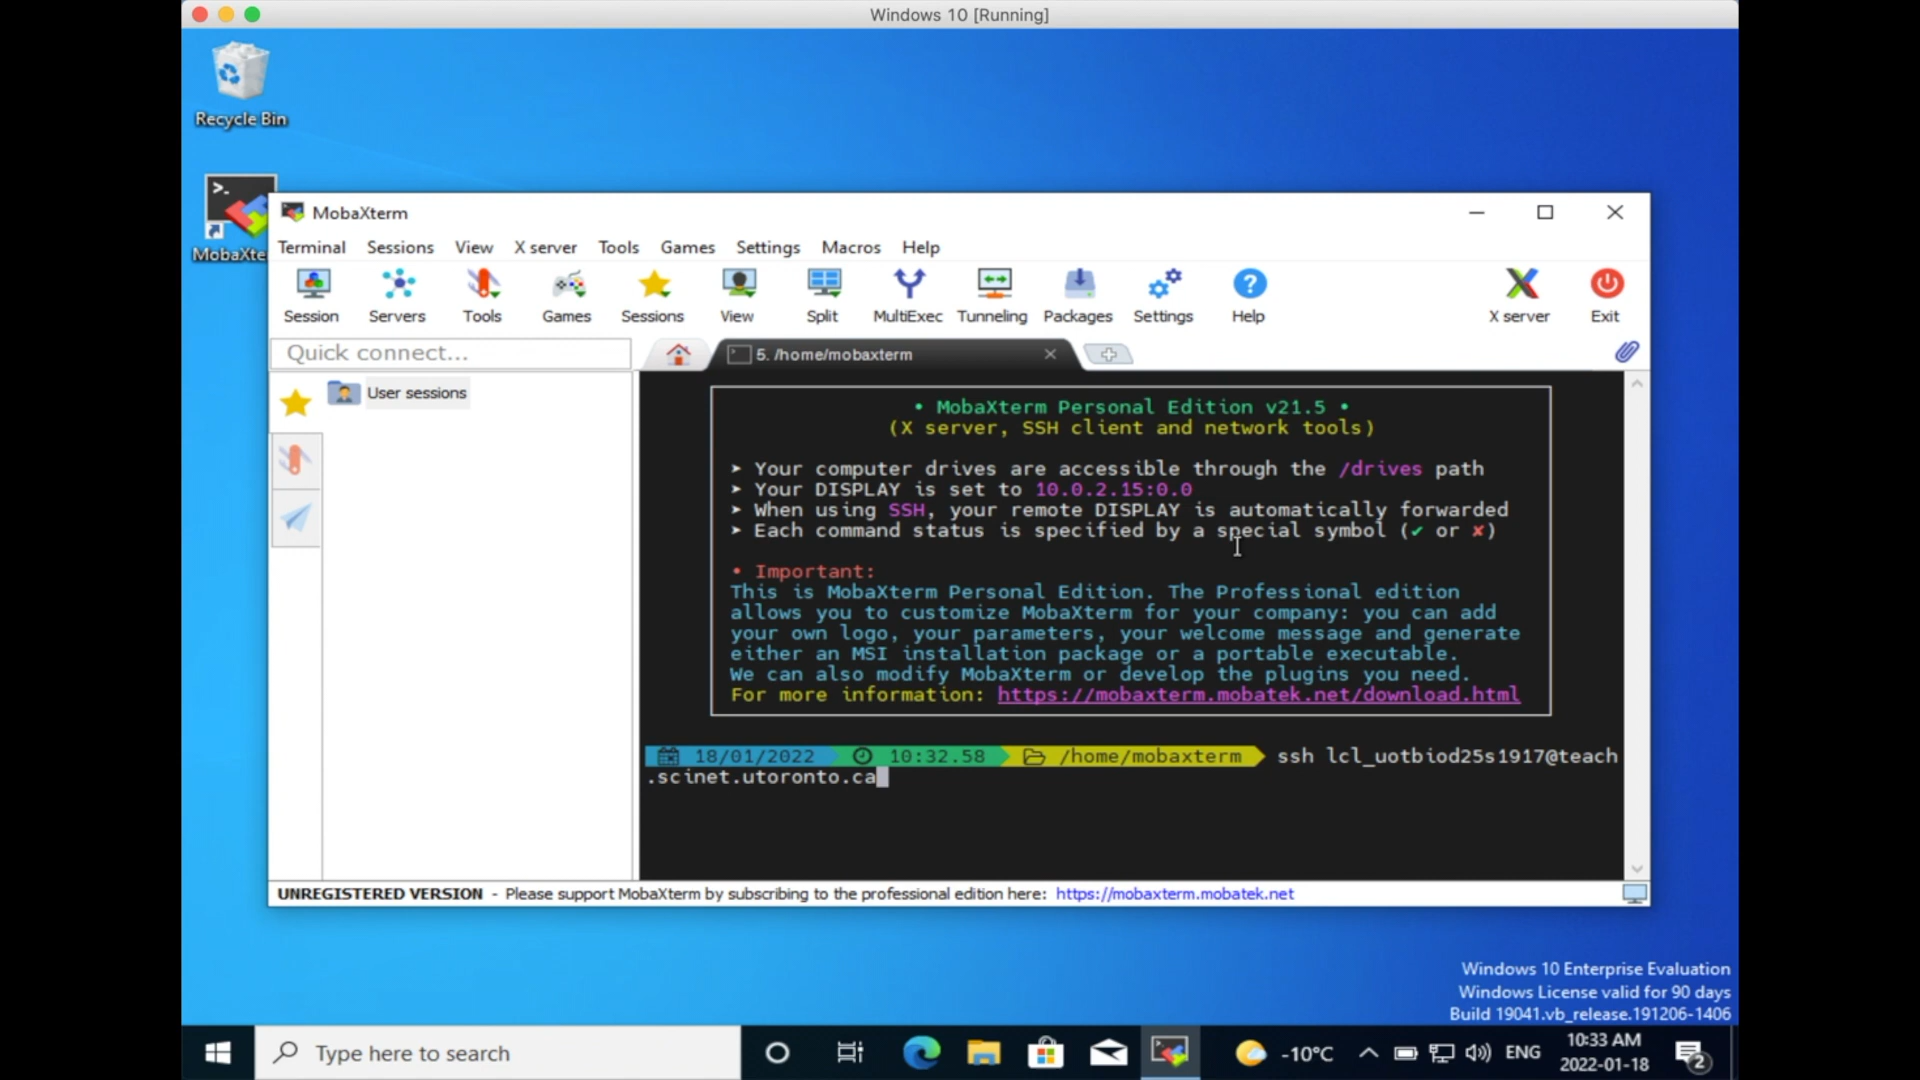 Windows 10 [Running]
Recycle Bin
MobaXte
MobaXterm
Terminal Sessions View X server Tools Games Settings Macros Help
Session Servers Tools Games Sessions View Split MultiExec Tunneling Packages Settings Help X server Exit
Quick connect...
5. /home/mobaxterm
User sessions
• MobaXterm Personal Edition v21.5 •
(X server, SSH client and network tools)
➤ Your computer drives are accessible through the /drives path
➤ Your DISPLAY is set to 10.0.2.15:0.0
➤ When using SSH, your remote DISPLAY is automatically forwarded
➤ Each command status is specified by a special symbol (✔ or ✘)
• Important:
This is MobaXterm Personal Edition. The Professional edition
allows you to customize MobaXterm for your company: you can add
your own logo, your parameters, your welcome message and generate
either an MSI installation package or a portable executable.
We can also modify MobaXterm or develop the plugins you need.
For more information: https://mobaxterm.mobatek.net/download.html
18/01/2022 10:32.58 /home/mobaxterm ssh lcl_uotbiod25s1917@teach
.scinet.utoronto.ca
UNREGISTERED VERSION - Please support MobaXterm by subscribing to the professional edition here: https://mobaxterm.mobatek.net
Windows 10 Enterprise Evaluation
Windows License valid for 90 days
Build 19041.vb_release.191206-1406
Type here to search
-10°C
ENG
10:33 AM
2022-01-18
2